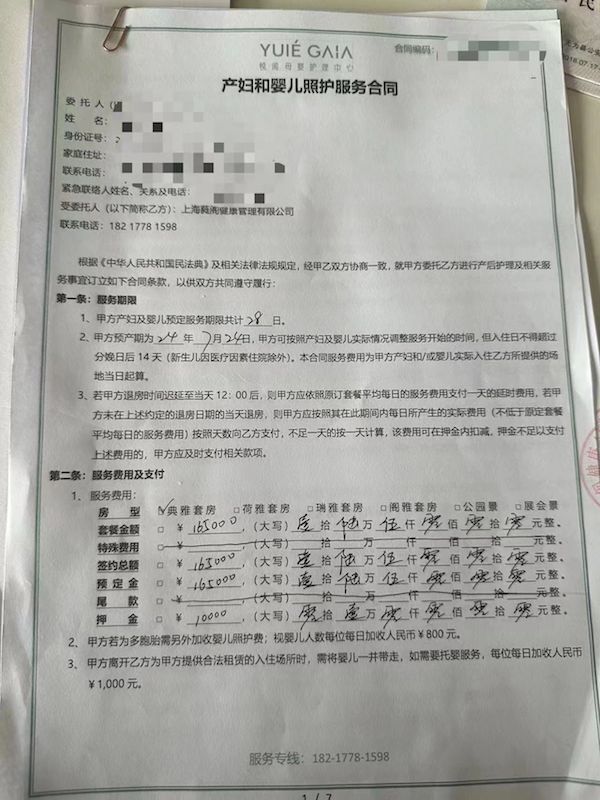 YUIÉ GAIA
悦阁母婴护理中心
合同编码:
产妇和婴儿照护服务合同
委托人
姓名:
身份证号:
家庭住址:
联系电话:
紧急联络人姓名、关系及电话:
受委托人(以下简称乙方):上海薇阁健康管理有限公司
联系电话: 182 1778 1598
根据《中华人民共和国民法典》及相关法律法规规定,经甲乙双方协商一致,就甲方委托乙方进行产后护理及相关服
务事宜订立如下合同条款,以供双方共同遵守履行:
第一条:服务期限
1、甲方产妇及婴儿预定服务期限共计28日。
2、甲方预产期为24年7月24日,甲方可按照产妇及婴儿实际情况调整服务开始的时间,但入住日不得超过
分娩日后14天(新生儿因医疗因素住院除外)。本合同服务费用为甲方产妇和/或婴儿实际入住乙方所提供的场
地当日起算。
3、若甲方退房时间迟延至当天12:00后,则甲方应依照原订套餐平均每日的服务费用支付一天的延时费用,若甲
方未在上述约定的退房日期的当天退房,则甲方应按照其在此期间内每日所产生的实际费用(不低于原定套餐
平均每日的服务费用)按照天数向乙方支付,不足一天的按一天计算,该费用可在押金内扣减,押金不足以支付
上述费用的,甲方应及时支付相关款项。
第二条:服务费用及支付
1、服务费用:
房型 ☑典雅套房 □荷雅套房 □瑞雅套房 □阁雅套房 □公园景 □展会景
套餐金额 □ ¥165000,(大写)壹拾陆万伍仟零佰零拾零元整。
特殊费用 □ ¥ (大写) 拾 万 仟 佰 拾 元整。
签约总额 □ ¥165000,(大写)壹拾陆万伍仟零佰零拾零元整。
预定金 □ ¥165000,(大写)壹拾陆万伍仟零佰零拾零元整。
尾款 □ ¥ (大写) 拾 万 仟 佰 拾 元整。
押金 □ ¥10000,(大写)零拾壹万零仟零佰零拾零元整。
2、甲方若为多胞胎需另外加收婴儿照护费;视婴儿人数每位每日加收人民币¥800元。
3、甲方离开乙方为甲方提供合法租赁的入住场所时,需将婴儿一并带走,如需要托婴服务,每位每日加收人民币
¥1,000元。
服务专线: 182-1778-1598
1 / 7